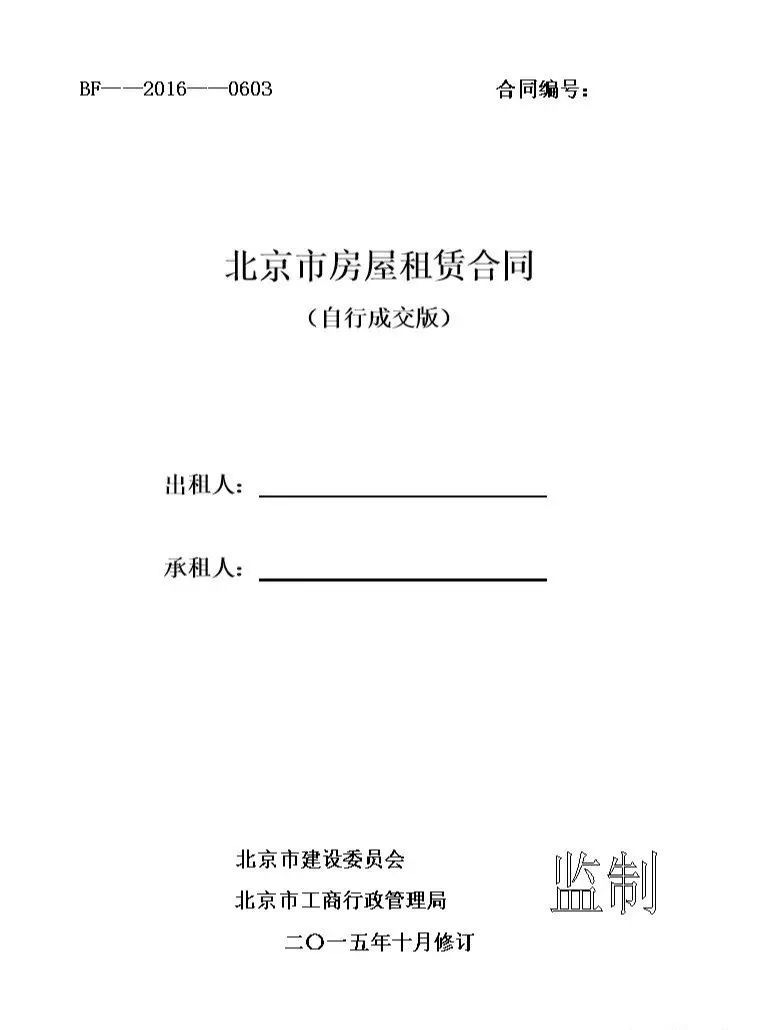 BF——2016——0603 合同编号：
北京市房屋租赁合同
（自行成交版）
出租人：
承租人：
北京市建设委员会
北京市工商行政管理局
监制
二〇一五年十月修订